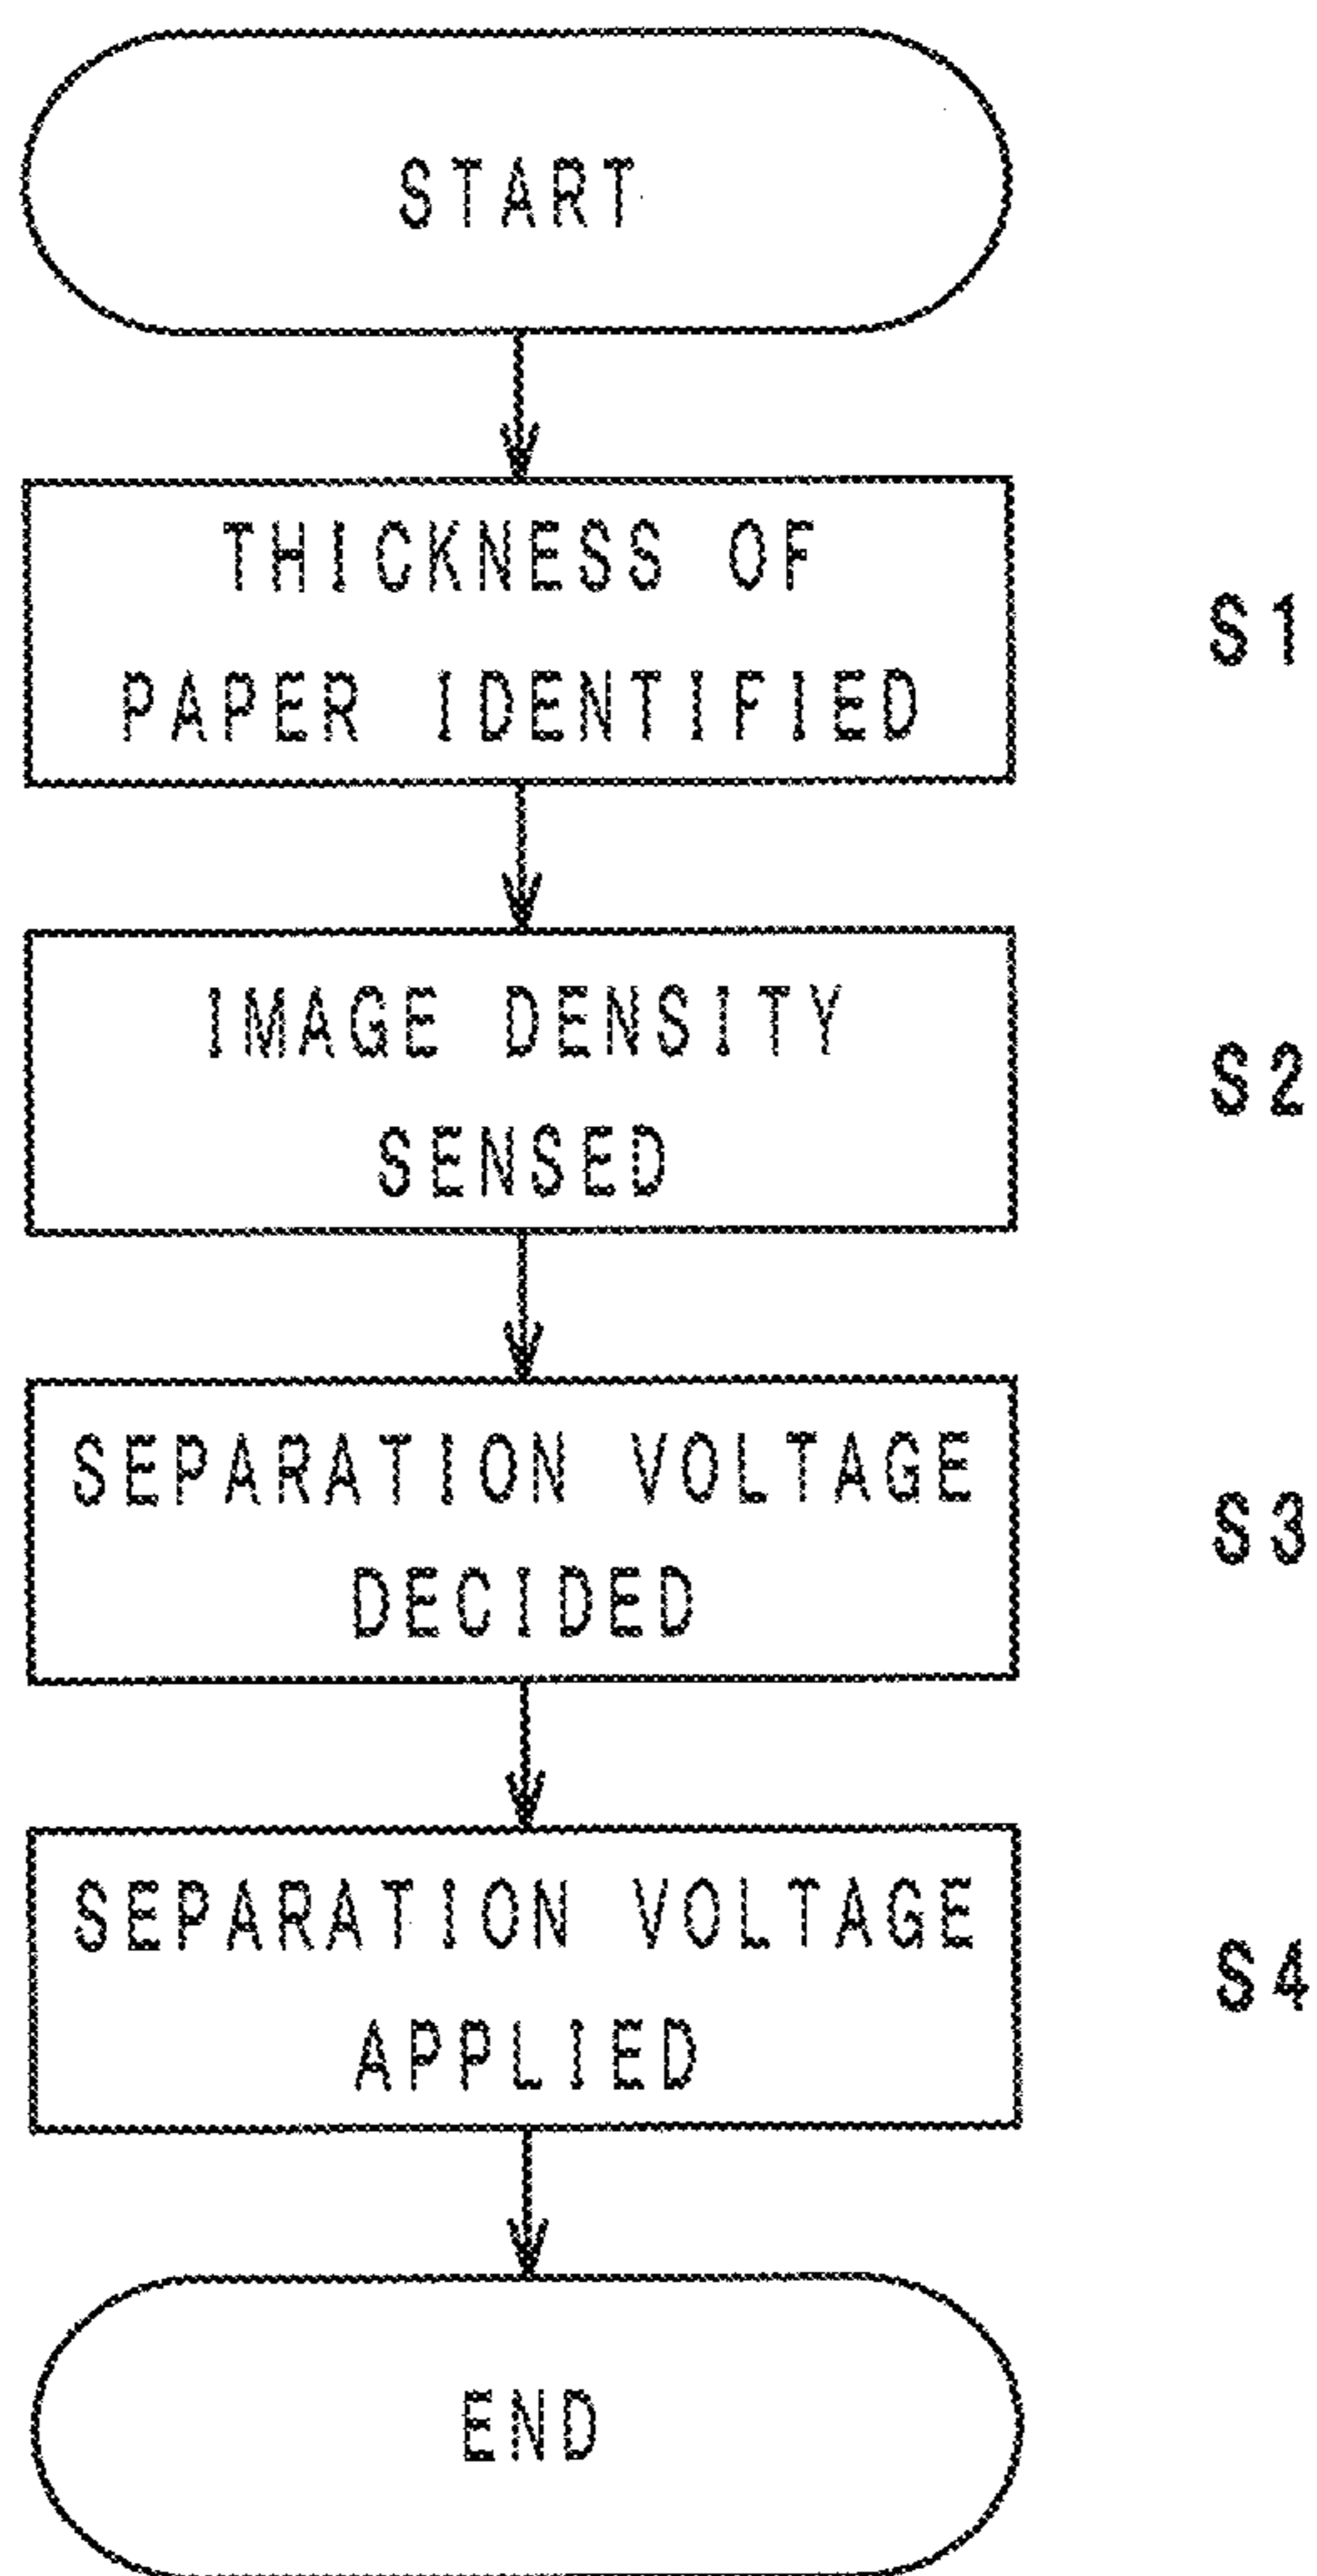 START
THICKNESS OF
PAPER IDENTIFIED
S1
IMAGE DENSITY
SENSED
S2
SEPARATION VOLTAGE
DECIDED
S3
SEPARATION VOLTAGE
APPLIED
S4
END